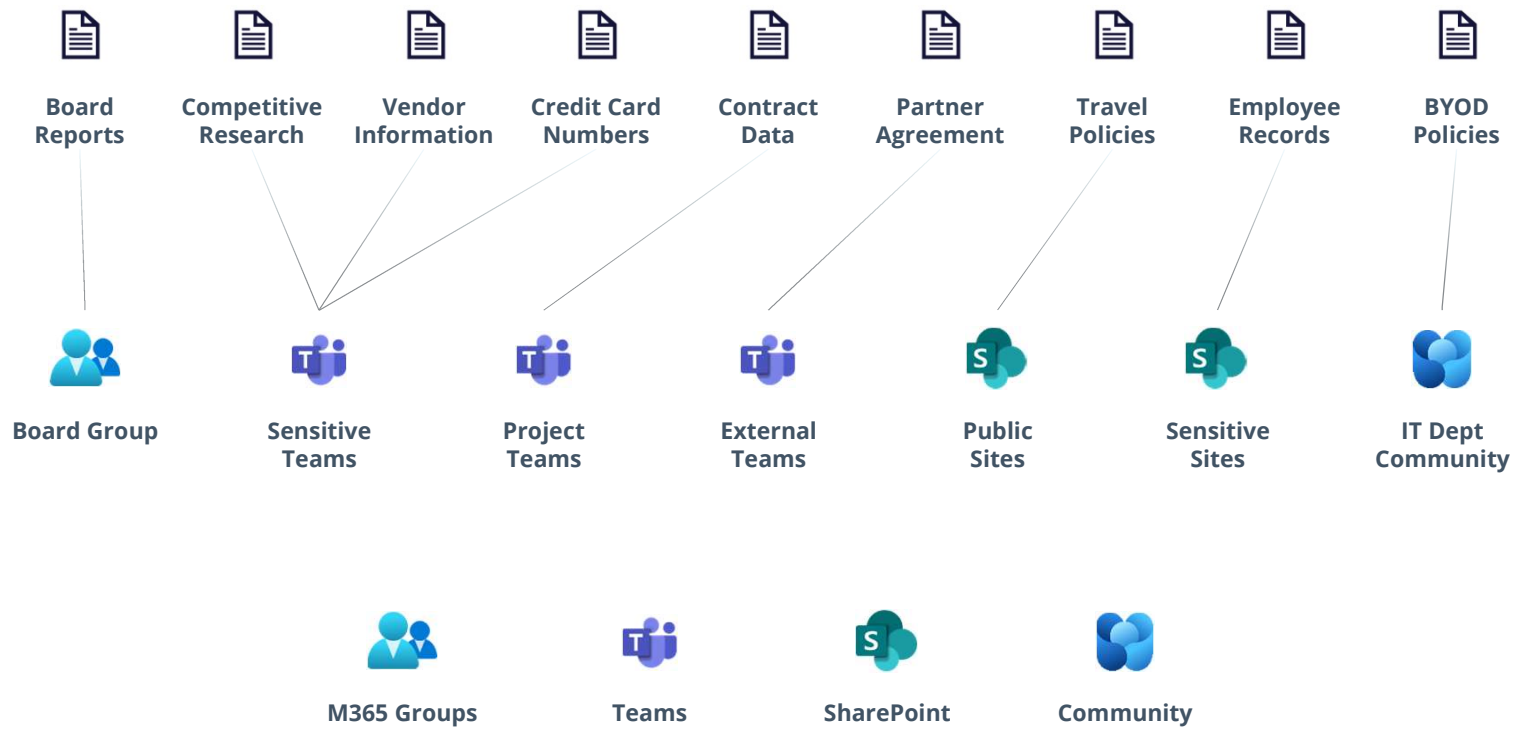 Board
Reports
Competitive
Research
Vendor
Information
Credit Card
Numbers
Contract
Data
Partner
Agreement
Travel
Policies
Employee
Records
BYOD
Policies
T
T
T
S
S
Board Group
Sensitive
Teams
Project
Teams
External
Teams
Public
Sites
Sensitive
Sites
IT Dept
Community
T
S
M365 Groups
Teams
SharePoint
Community